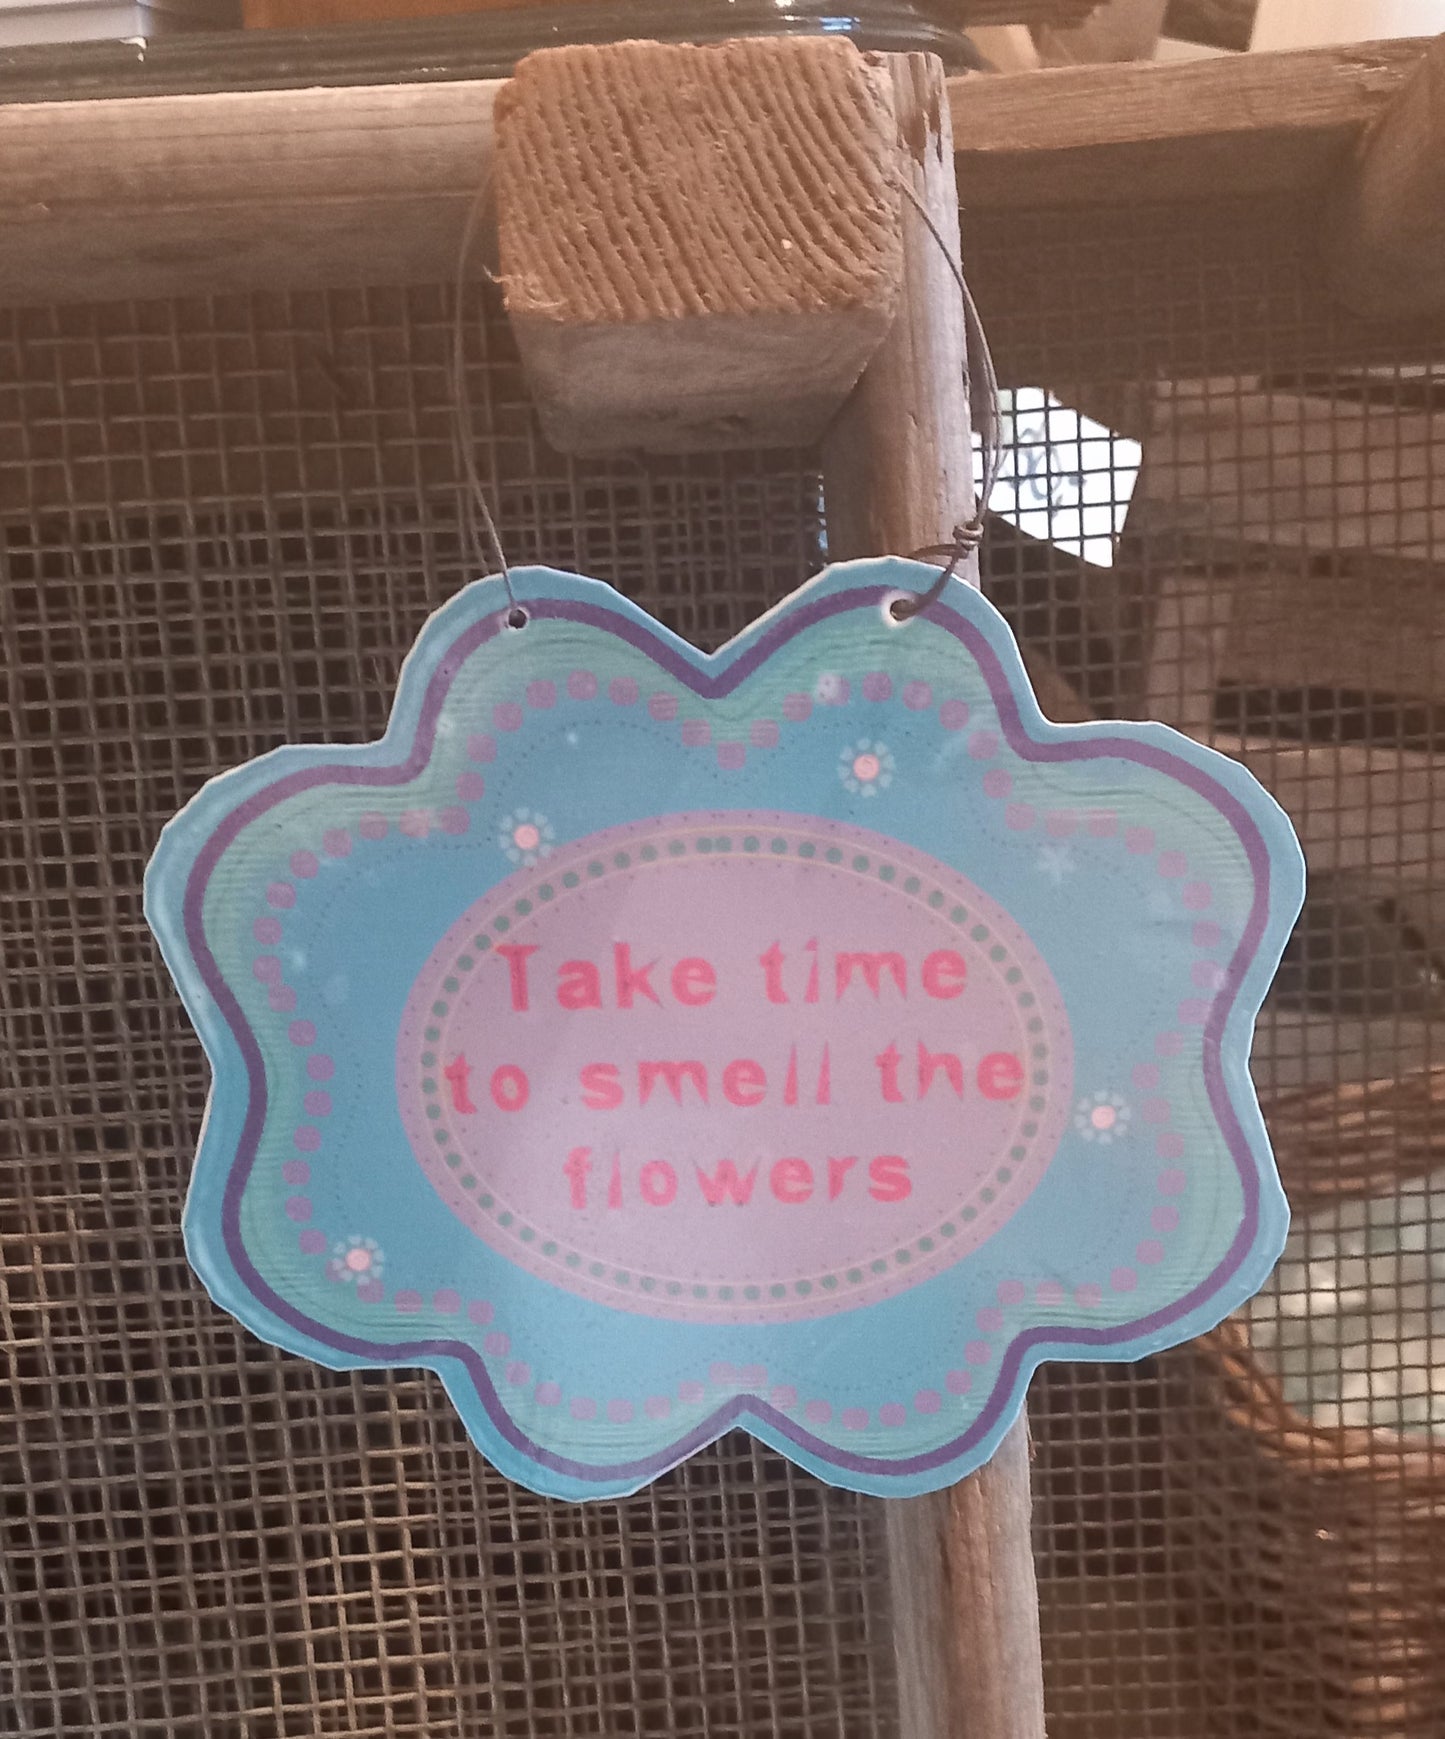 Take time
to smell the
flowers